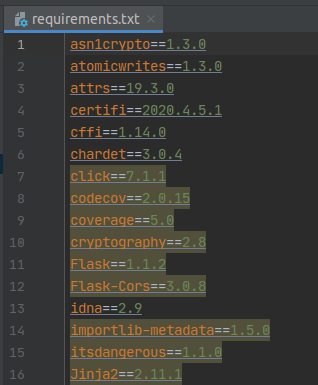 requirements.txt
1 asn1crypto==1.3.0
2 atomicwrites==1.3.0
3 attrs==19.3.0
4 certifi==2020.4.5.1
5 cffi==1.14.0
6 chardet==3.0.4
7 click==7.1.1
8 codecov==2.0.15
9 coverage==5.0
10 cryptography==2.8
11 Flask==1.1.2
12 Flask-Cors==3.0.8
13 idna==2.9
14 importlib-metadata==1.5.0
15 itsdangerous==1.1.0
16 Jinja2==2.11.1